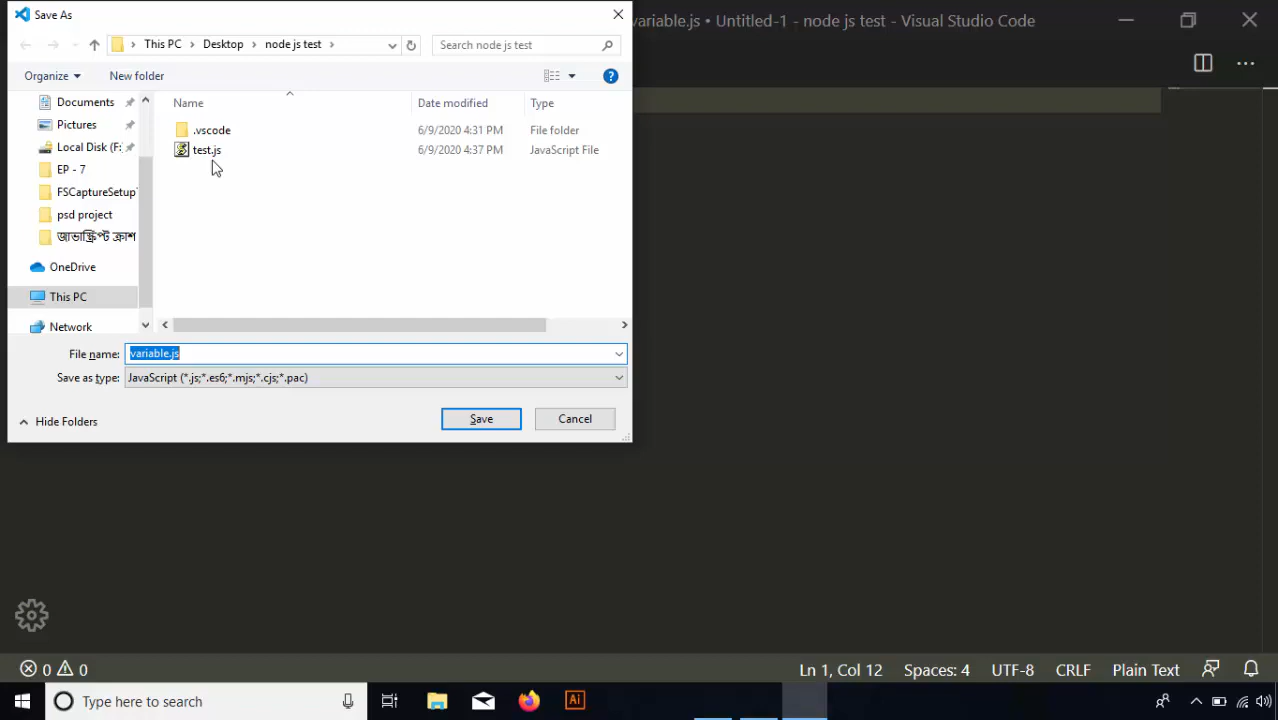 Save As
variable.js • Untitled-1 - node js test - Visual Studio Code
This PC
Desktop
node js test
Search node js test
Organize
New folder
Name
Date modified
Type
Documents
Pictures
Local Disk (F:
EP - 7
FSCaptureSetup
psd project
জাভাস্ক্রিপ্ট ক্রাশ
OneDrive
This PC
Network
.vscode
6/9/2020 4:31 PM
File folder
test.js
6/9/2020 4:37 PM
JavaScript File
File name:
variable.js
Save as type:
JavaScript (*.js;*.es6;*.mjs;*.cjs;*.pac)
Hide Folders
Save
Cancel
0
0
Ln 1, Col 12
Spaces: 4
UTF-8
CRLF
Plain Text
Type here to search
Ai